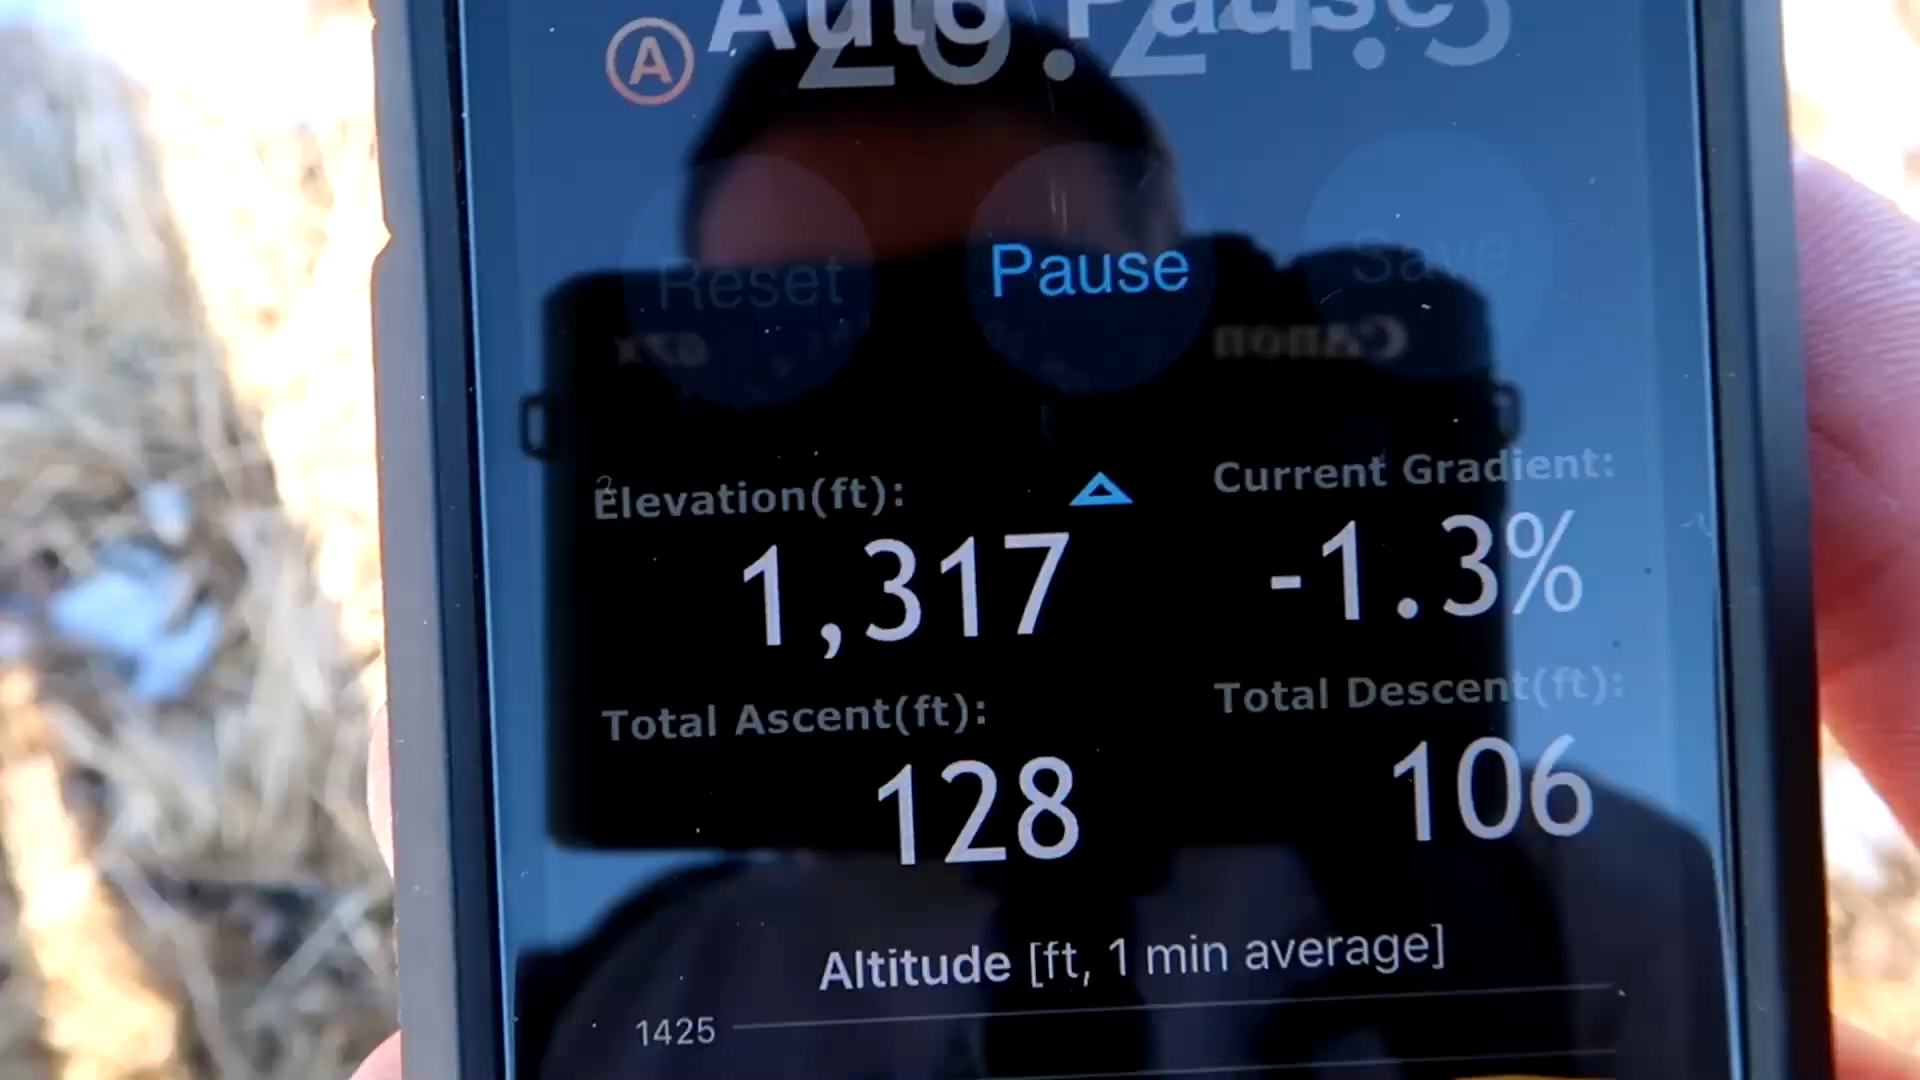 Auto Pause
A
Reset Pause Save
Canon
Elevation(ft): Current Gradient:
1,317 -1.3%
Total Ascent(ft): Total Descent(ft):
128 106
Altitude [ft, 1 min average]
1425